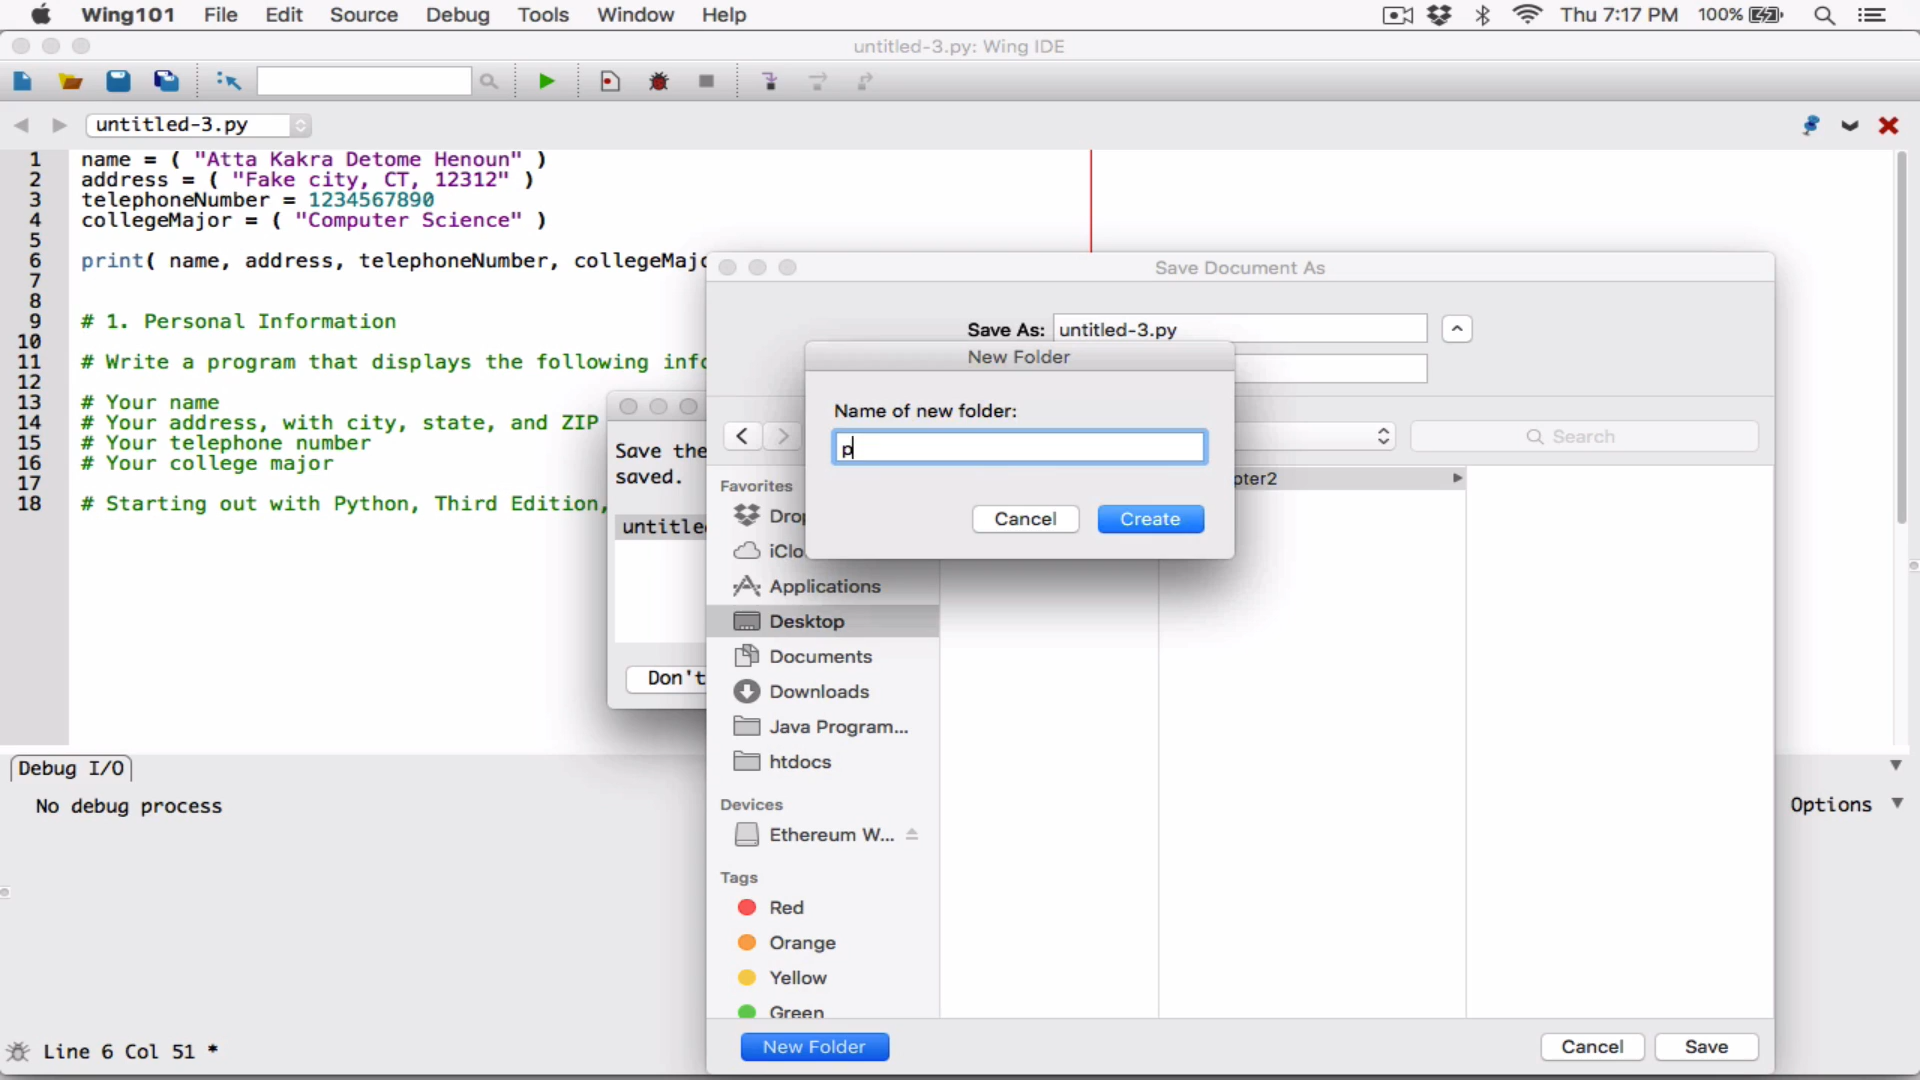 Wing101 File Edit Source Debug Tools Window Help Thu 7:17 PM 100%
untitled-3.py: Wing IDE
untitled-3.py
1 name = ( "Atta Kakra Detome Henoun" )
2 address = ( "Fake city, CT, 12312" )
3 telephoneNumber = 1234567890
4 collegeMajor = ( "Computer Science" )
5
6 print( name, address, telephoneNumber, collegeMajo
7
8
9 # 1. Personal Information
10
11 # Write a program that displays the following info
12
13 # Your name
14 # Your address, with city, state, and ZIP
15 # Your telephone number
16 # Your college major
17
18 # Starting out with Python, Third Edition,
Save the
saved.
untitle
Don't
Save Document As
Save As: untitled-3.py
New Folder
Name of new folder:
p
Cancel Create
Search
pter2
Favorites
Drop
iClo
Applications
Desktop
Documents
Downloads
Java Program...
htdocs
Devices
Ethereum W...
Tags
Red
Orange
Yellow
Green
New Folder Cancel Save
Debug I/O
No debug process
Options
Line 6 Col 51 *